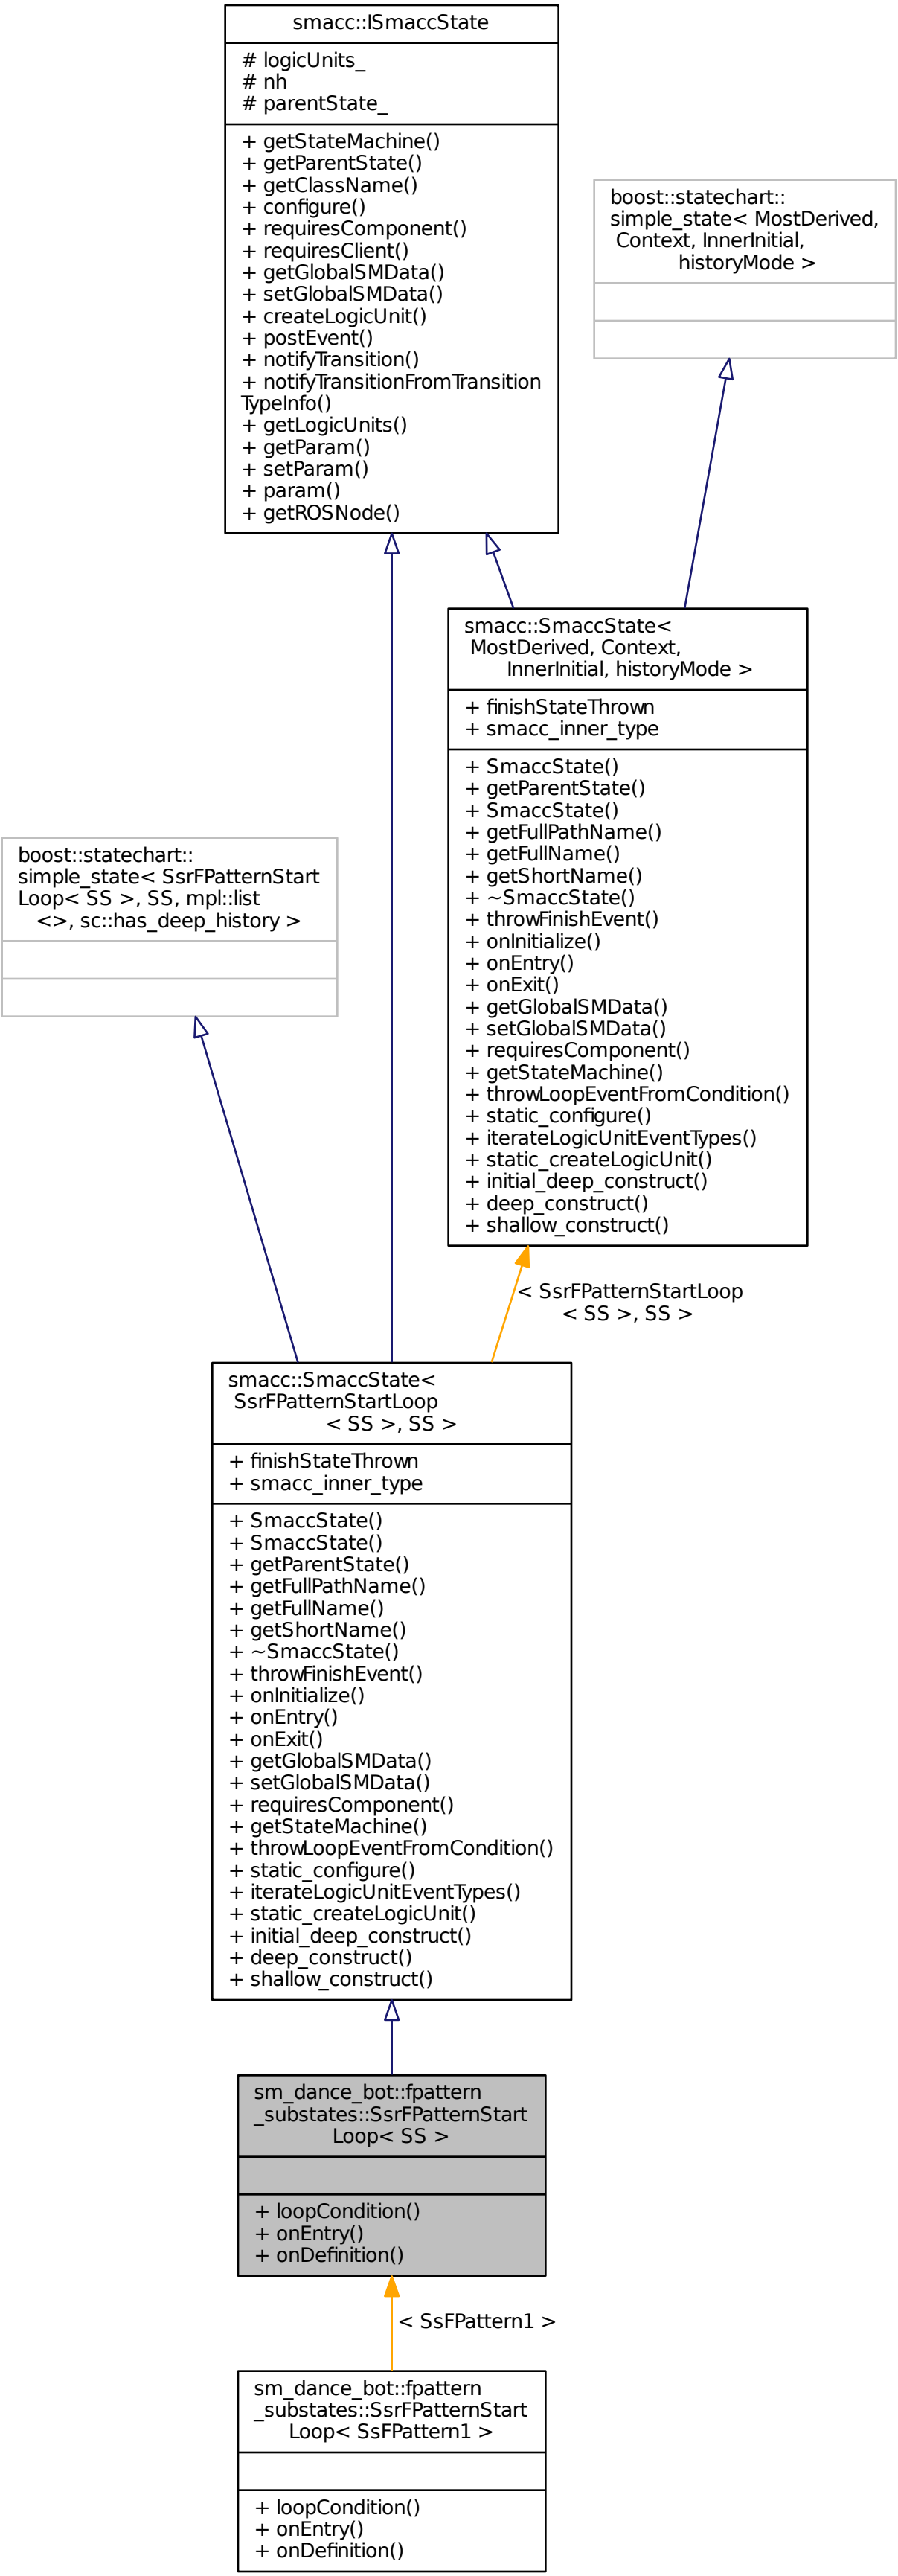 smacc::ISmaccState
# logicUnits_
# nh
# parentState_
+ getStateMachine()
+ getParentState()
+ getClassName()
+ configure()
+ requiresComponent()
+ requiresClient()
+ getGlobalSMData()
+ setGlobalSMData()
+ createLogicUnit()
+ postEvent()
+ notifyTransition()
+ notifyTransitionFromTransition
TypeInfo()
+ getLogicUnits()
+ getParam()
+ setParam()
+ param()
+ getROSNode()
boost::statechart::
simple_state< MostDerived,
Context, InnerInitial,
historyMode >
smacc::SmaccState<
MostDerived, Context,
InnerInitial, historyMode >
+ finishStateThrown
+ smacc_inner_type
+ SmaccState()
+ getParentState()
+ SmaccState()
+ getFullPathName()
+ getFullName()
+ getShortName()
+ ~SmaccState()
+ throwFinishEvent()
+ onInitialize()
+ onEntry()
+ onExit()
+ getGlobalSMData()
+ setGlobalSMData()
+ requiresComponent()
+ getStateMachine()
+ throwLoopEventFromCondition()
+ static_configure()
+ iterateLogicUnitEventTypes()
+ static_createLogicUnit()
+ initial_deep_construct()
+ deep_construct()
+ shallow_construct()
boost::statechart::
simple_state< SsrFPatternStart
Loop< SS >, SS, mpl::list
<>, sc::has_deep_history >
< SsrFPatternStartLoop
< SS >, SS >
smacc::SmaccState<
SsrFPatternStartLoop
< SS >, SS >
+ finishStateThrown
+ smacc_inner_type
+ SmaccState()
+ SmaccState()
+ getParentState()
+ getFullPathName()
+ getFullName()
+ getShortName()
+ ~SmaccState()
+ throwFinishEvent()
+ onInitialize()
+ onEntry()
+ onExit()
+ getGlobalSMData()
+ setGlobalSMData()
+ requiresComponent()
+ getStateMachine()
+ throwLoopEventFromCondition()
+ static_configure()
+ iterateLogicUnitEventTypes()
+ static_createLogicUnit()
+ initial_deep_construct()
+ deep_construct()
+ shallow_construct()
sm_dance_bot::fpattern
_substates::SsrFPatternStart
Loop< SS >
+ loopCondition()
+ onEntry()
+ onDefinition()
< SsFPattern1 >
sm_dance_bot::fpattern
_substates::SsrFPatternStart
Loop< SsFPattern1 >
+ loopCondition()
+ onEntry()
+ onDefinition()